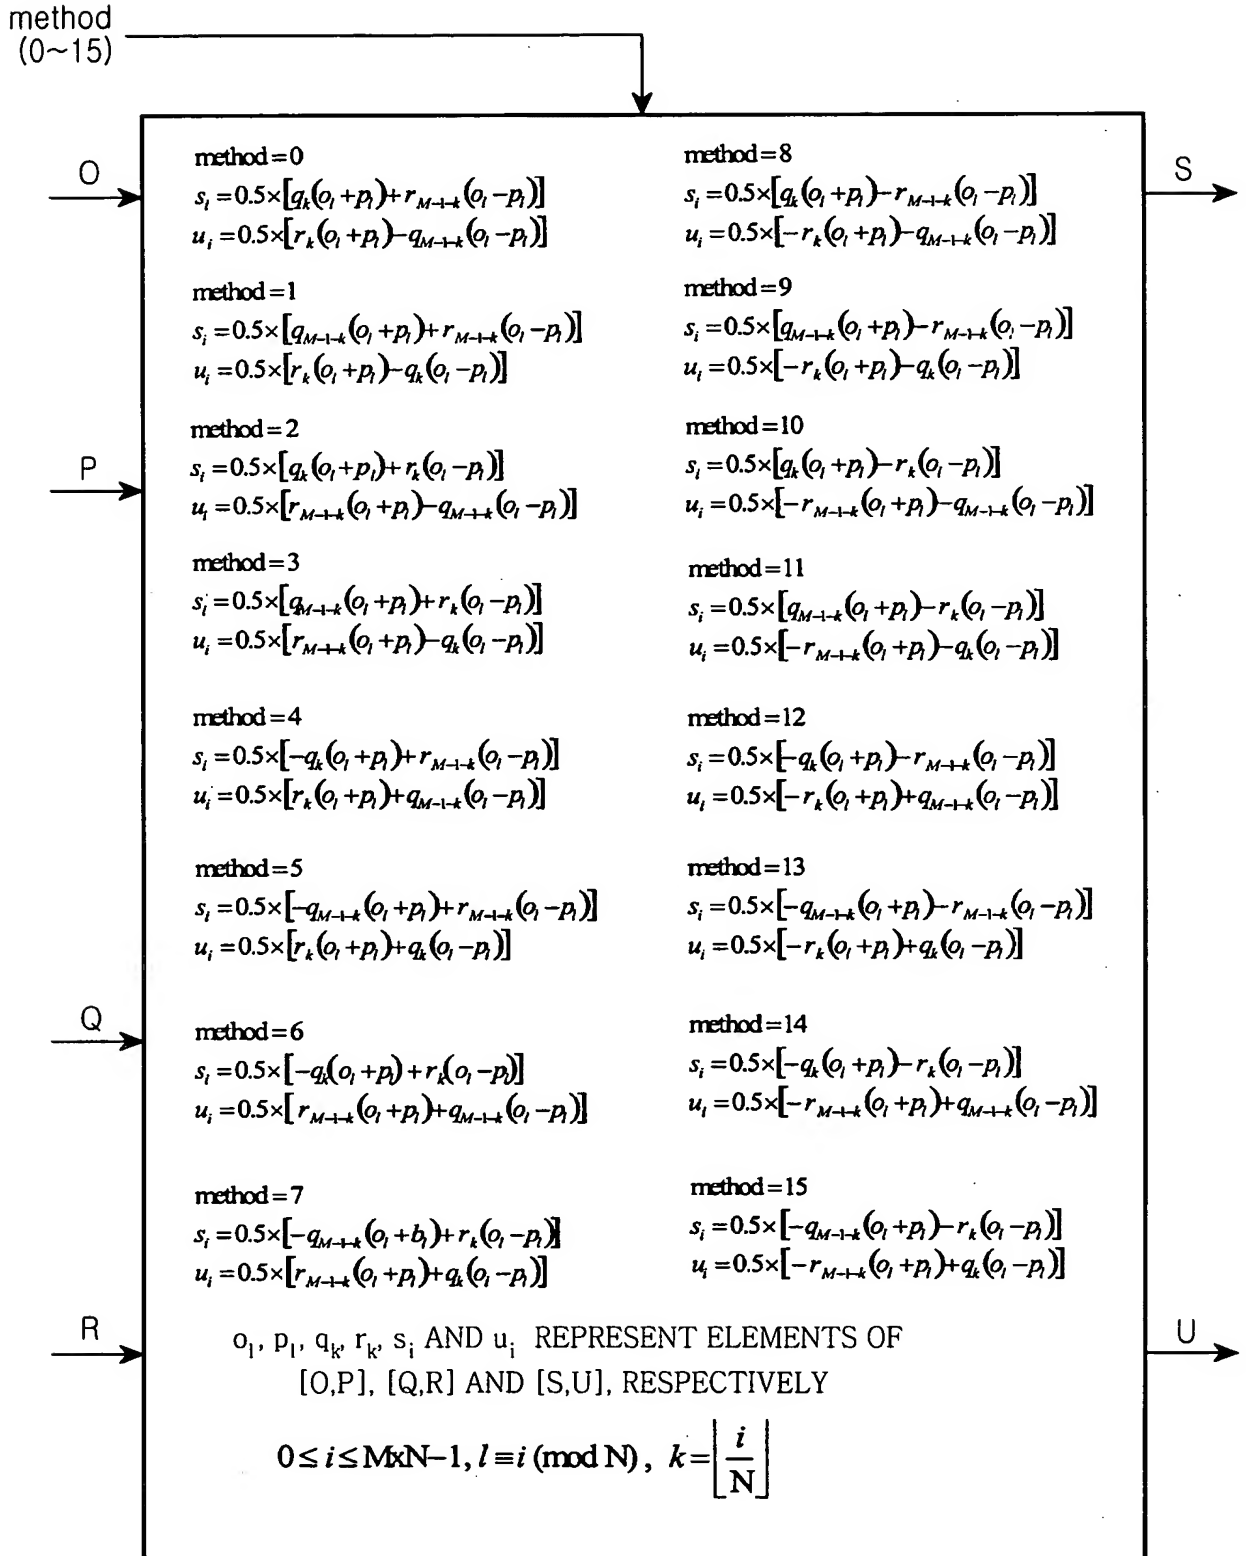 method
(0~15)
O
P
Q
R
S
U
method=0
s_i=0.5×[q_k(o_l+p_l)+r_{M-1-k}(o_l-p_l)]
u_i=0.5×[r_k(o_l+p_l)-q_{M-1-k}(o_l-p_l)]
method=1
s_i=0.5×[q_{M-1-k}(o_l+p_l)+r_{M-1-k}(o_l-p_l)]
u_i=0.5×[r_k(o_l+p_l)-q_k(o_l-p_l)]
method=2
s_i=0.5×[q_k(o_l+p_l)+r_k(o_l-p_l)]
u_i=0.5×[r_{M-1-k}(o_l+p_l)-q_{M-1-k}(o_l-p_l)]
method=3
s_i=0.5×[q_{M-1-k}(o_l+p_l)+r_k(o_l-p_l)]
u_i=0.5×[r_{M-1-k}(o_l+p_l)-q_k(o_l-p_l)]
method=4
s_i=0.5×[-q_k(o_l+p_l)+r_{M-1-k}(o_l-p_l)]
u_i=0.5×[r_k(o_l+p_l)+q_{M-1-k}(o_l-p_l)]
method=5
s_i=0.5×[-q_{M-1-k}(o_l+p_l)+r_{M-1-k}(o_l-p_l)]
u_i=0.5×[r_k(o_l+p_l)+q_k(o_l-p_l)]
method=6
s_i=0.5×[-q_k(o_l+p_l)+r_k(o_l-p_l)]
u_i=0.5×[r_{M-1-k}(o_l+p_l)+q_{M-1-k}(o_l-p_l)]
method=7
s_i=0.5×[-q_{M-1-k}(o_l+b_l)+r_k(o_l-p_l)]
u_i=0.5×[r_{M-1-k}(o_l+p_l)+q_k(o_l-p_l)]
method=8
s_i=0.5×[q_k(o_l+p_l)-r_{M-1-k}(o_l-p_l)]
u_i=0.5×[-r_k(o_l+p_l)-q_{M-1-k}(o_l-p_l)]
method=9
s_i=0.5×[q_{M-1-k}(o_l+p_l)-r_{M-1-k}(o_l-p_l)]
u_i=0.5×[-r_k(o_l+p_l)-q_k(o_l-p_l)]
method=10
s_i=0.5×[q_k(o_l+p_l)-r_k(o_l-p_l)]
u_i=0.5×[-r_{M-1-k}(o_l+p_l)-q_{M-1-k}(o_l-p_l)]
method=11
s_i=0.5×[q_{M-1-k}(o_l+p_l)-r_k(o_l-p_l)]
u_i=0.5×[-r_{M-1-k}(o_l+p_l)-q_k(o_l-p_l)]
method=12
s_i=0.5×[-q_k(o_l+p_l)-r_{M-1-k}(o_l-p_l)]
u_i=0.5×[-r_k(o_l+p_l)+q_{M-1-k}(o_l-p_l)]
method=13
s_i=0.5×[-q_{M-1-k}(o_l+p_l)-r_{M-1-k}(o_l-p_l)]
u_i=0.5×[-r_k(o_l+p_l)+q_k(o_l-p_l)]
method=14
s_i=0.5×[-q_k(o_l+p_l)-r_k(o_l-p_l)]
u_i=0.5×[-r_{M-1-k}(o_l+p_l)+q_{M-1-k}(o_l-p_l)]
method=15
s_i=0.5×[-q_{M-1-k}(o_l+p_l)-r_k(o_l-p_l)]
u_i=0.5×[-r_{M-1-k}(o_l+p_l)+q_k(o_l-p_l)]
o_l, p_l, q_k, r_k, s_i AND u_i REPRESENT ELEMENTS OF
[O,P], [Q,R] AND [S,U], RESPECTIVELY
0≤i≤MxN-1, l≡i (mod N), k=⌊i/N⌋